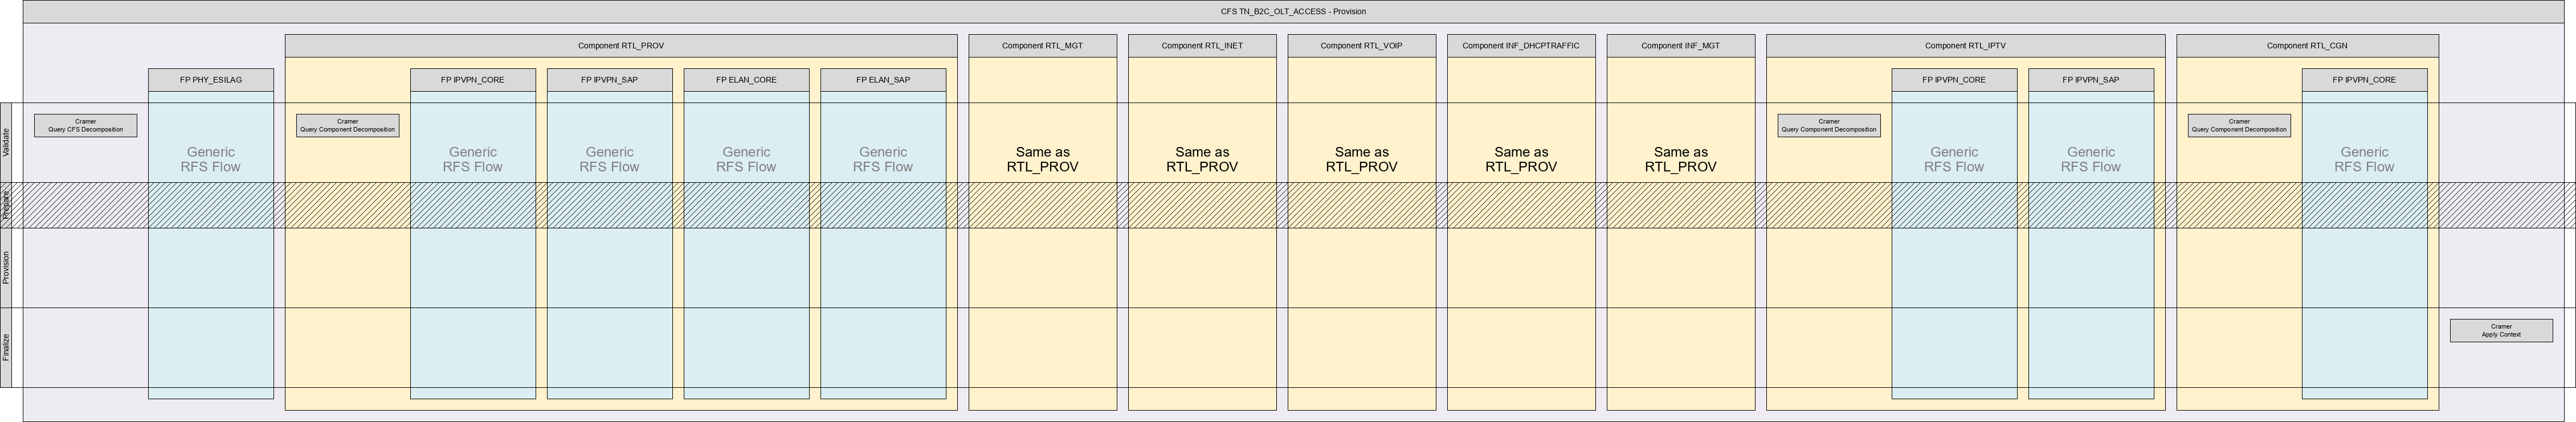 CFS TN_B2C_OLT_ACCESS - Provision
Component RTL_PROV
Component RTL_MGT
Component RTL_INET
Component RTL_VOIP
Component INF_DHCPTRAFFIC
Component INF_MGT
Component RTL_IPTV
Component RTL_CGN
FP PHY_ESILAG
FP IPVPN_CORE
FP IPVPN_SAP
FP ELAN_CORE
FP ELAN_SAP
FP IPVPN_CORE
FP IPVPN_SAP
FP IPVPN_CORE
Validate
Cramer
Query CFS Decomposition
Generic
RFS Flow
Cramer
Query Component Decomposition
Generic
RFS Flow
Generic
RFS Flow
Generic
RFS Flow
Generic
RFS Flow
Same as
RTL_PROV
Same as
RTL_PROV
Same as
RTL_PROV
Same as
RTL_PROV
Same as
RTL_PROV
Cramer
Query Component Decomposition
Generic
RFS Flow
Generic
RFS Flow
Cramer
Query Component Decomposition
Generic
RFS Flow
Prepare
Provision
Finalize
Cramer
Apply Context